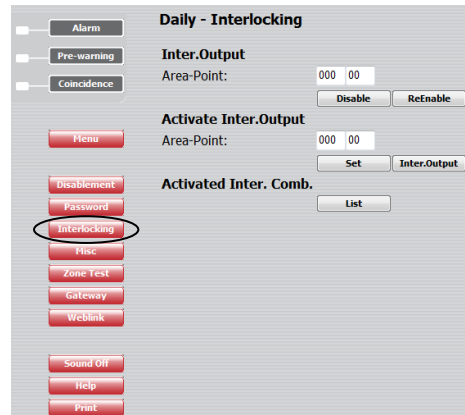 Alarm
Pre-warning
Coincidence
Menu
Disablement
Password
Interlocking
Misc
Zone Test
Gateway
Weblink
Sound Off
Help
Print
Daily - Interlocking
Inter.Output
Area-Point: 000 00
Disable ReEnable
Activate Inter.Output
Area-Point: 000 00
Set Inter.Output
Activated Inter. Comb.
List